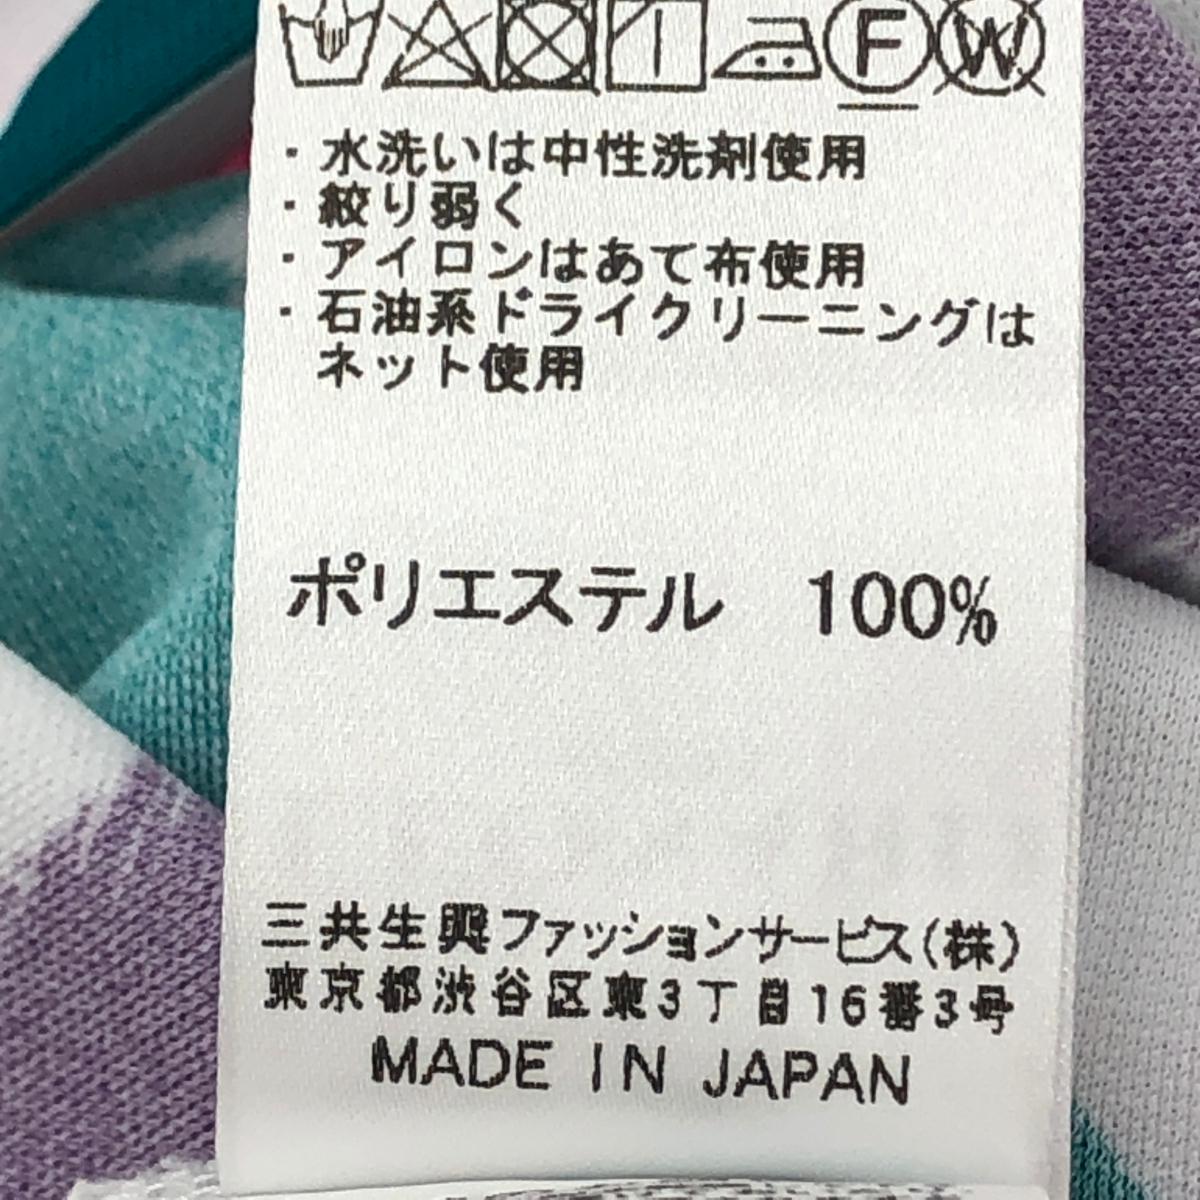 F W
・水洗いは中性洗剤使用
・絞り弱く
・アイロンはあて布使用
・石油系ドライクリーニングは
ネット使用
ポリエステル 100%
三共生興ファッションサービス(株)
東京都渋谷区東3丁目16番3号
MADE IN JAPAN